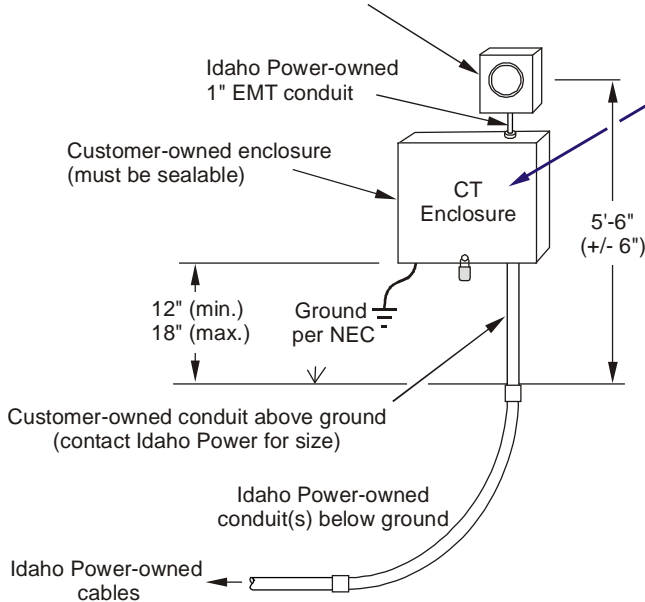 Idaho Power-owned
1" EMT conduit
Customer-owned enclosure
(must be sealable)
CT
Enclosure
5'-6"
(+/- 6")
12" (min.)
18" (max.)
Ground
per NEC
Customer-owned conduit above ground
(contact Idaho Power for size)
Idaho Power-owned
conduit(s) below ground
Idaho Power-owned
cables